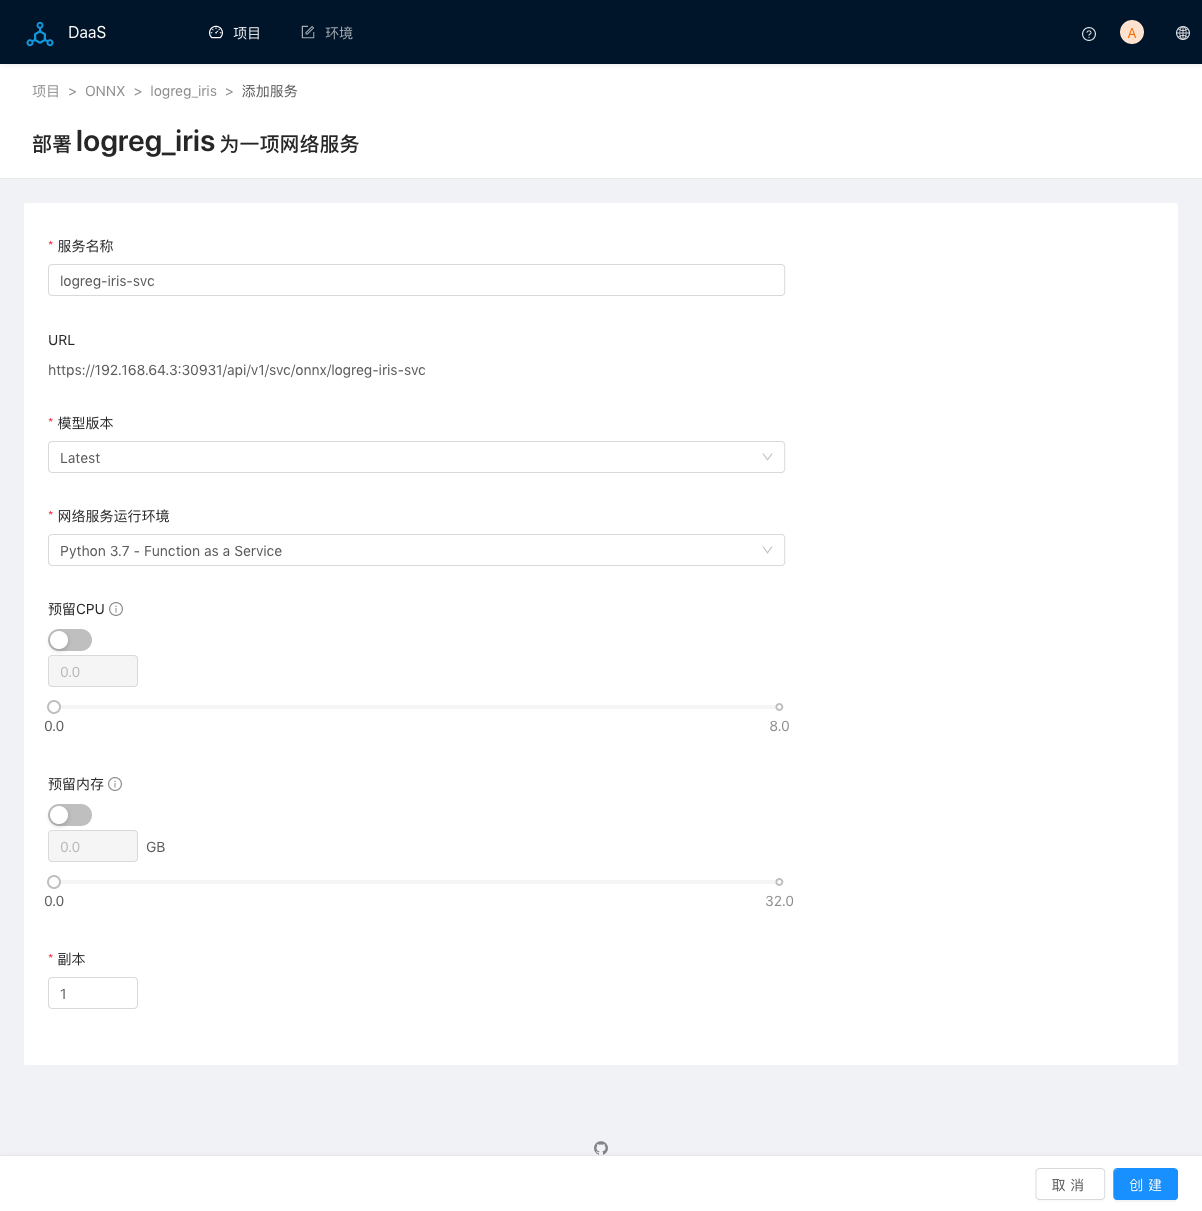 DaaS 项目 环境 A
项目 > ONNX > logreg_iris > 添加服务
部署 logreg_iris 为一项网络服务
* 服务名称
logreg-iris-svc
URL
https://192.168.64.3:30931/api/v1/svc/onnx/logreg-iris-svc
* 模型版本
Latest
* 网络服务运行环境
Python 3.7 - Function as a Service
预留CPU
0.0
0.0 8.0
预留内存
0.0 GB
0.0 32.0
* 副本
1
取 消 创 建